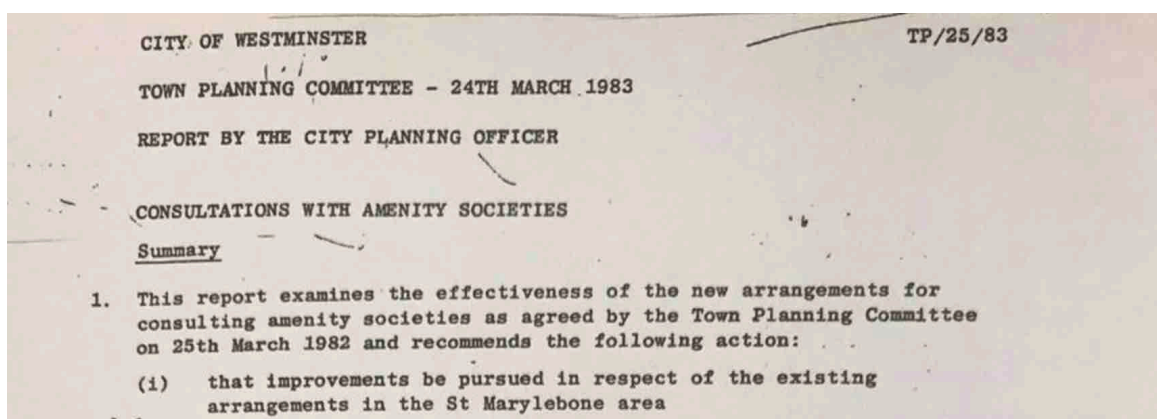 CITY OF WESTMINSTER TP/25/83
TOWN PLANNING COMMITTEE - 24TH MARCH 1983
REPORT BY THE CITY PLANNING OFFICER
CONSULTATIONS WITH AMENITY SOCIETIES
Summary
1. This report examines the effectiveness of the new arrangements for
consulting amenity societies as agreed by the Town Planning Committee
on 25th March 1982 and recommends the following action:
(i) that improvements be pursued in respect of the existing
arrangements in the St Marylebone area